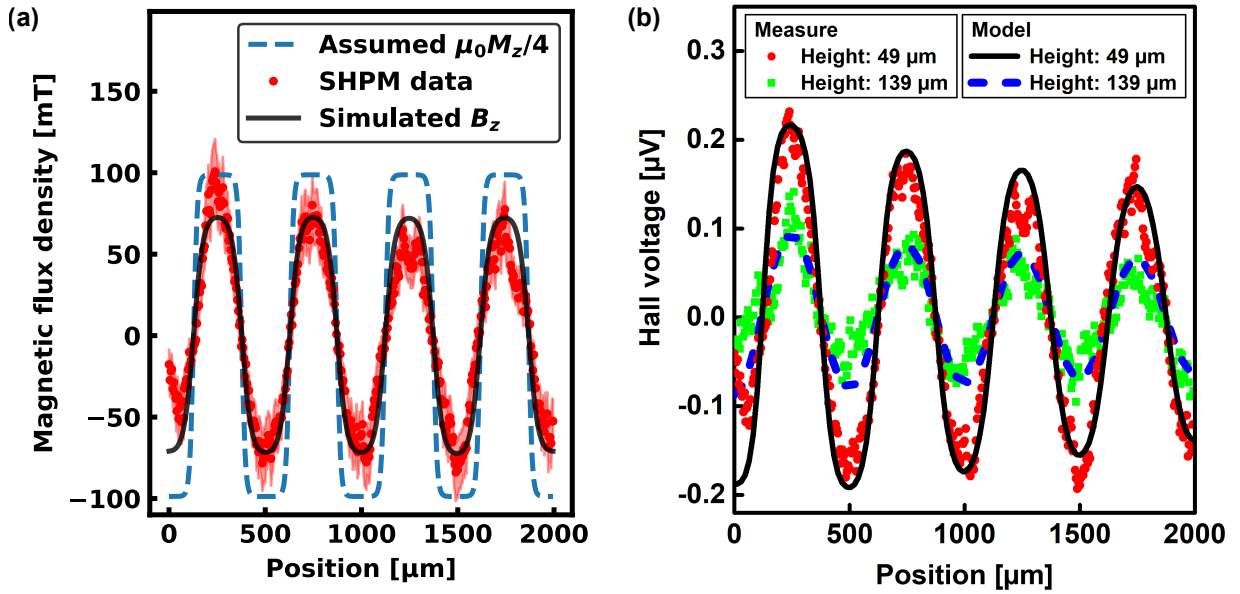 (a)
Assumed μ₀M_z/4
SHPM data
Simulated B_z
Magnetic flux density [mT]
150
100
50
0
−50
−100
0
500
1000
1500
2000
Position [μm]
(b)
Measure
Height: 49 μm
Height: 139 μm
Model
Height: 49 μm
Height: 139 μm
Hall voltage [μV]
0.3
0.2
0.1
0.0
-0.1
-0.2
0
500
1000
1500
2000
Position [μm]